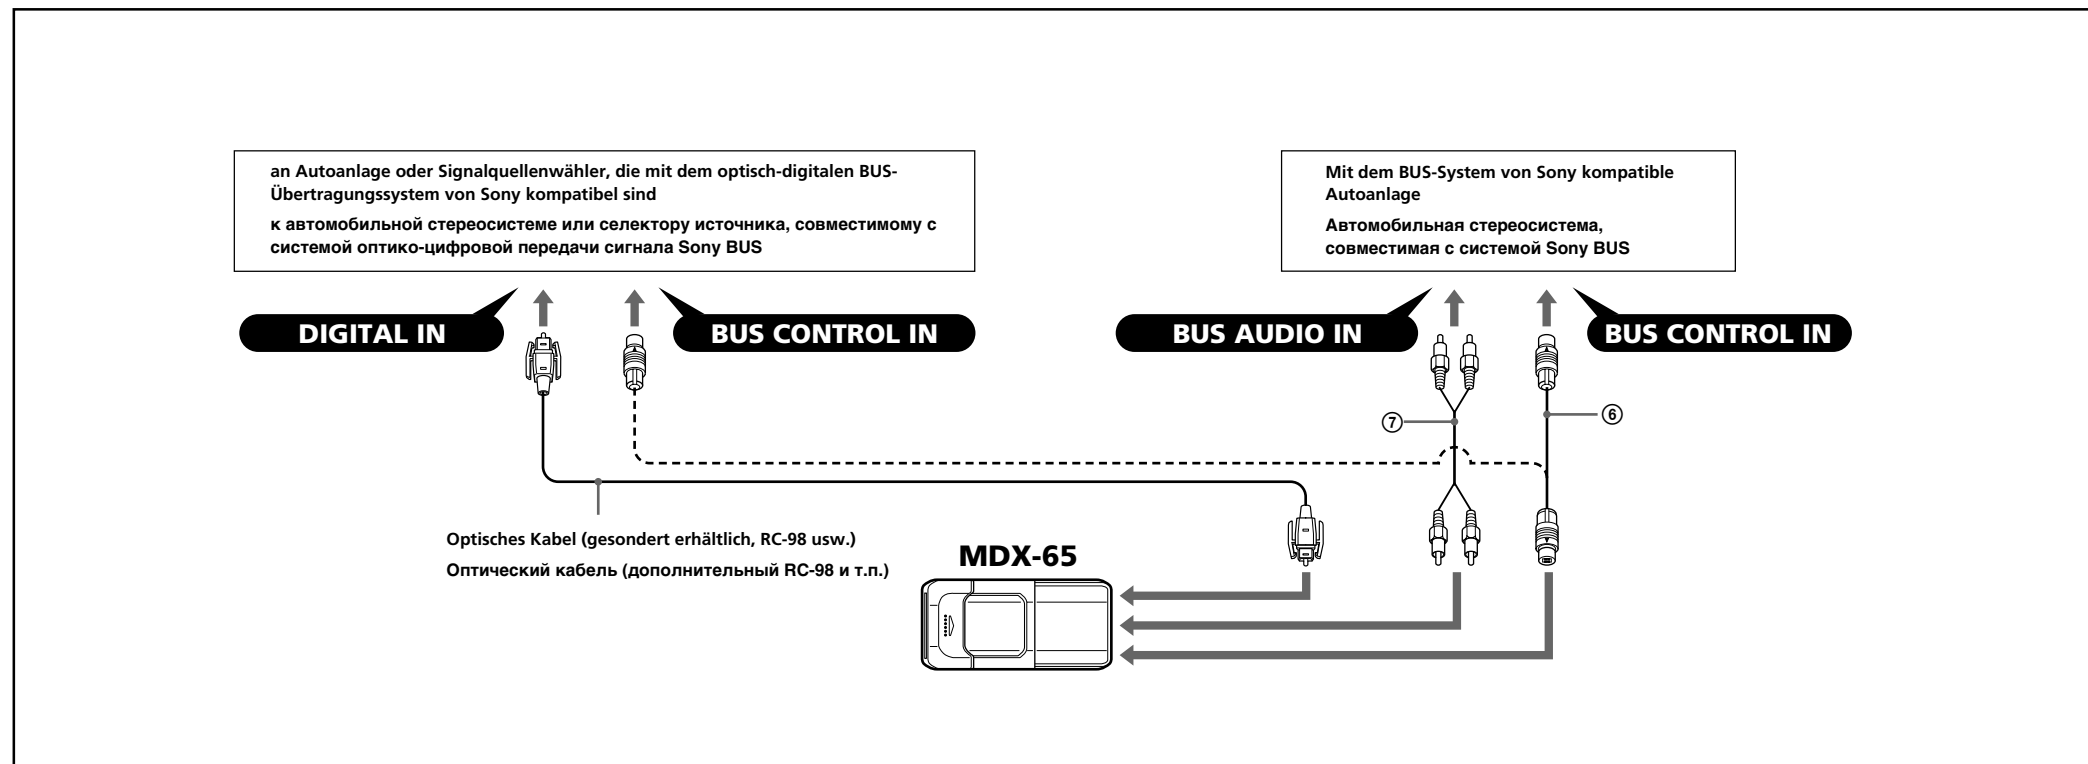 an Autoanlage oder Signalquellenwähler, die mit dem optisch-digitalen BUS-
Übertragungssystem von Sony kompatibel sind
к автомобильной стереосистеме или селектору источника, совместимому с
системой оптико-цифровой передачи сигнала Sony BUS
Mit dem BUS-System von Sony kompatible
Autoanlage
Автомобильная стереосистема,
совместимая с системой Sony BUS
DIGITAL IN
BUS CONTROL IN
BUS AUDIO IN
BUS CONTROL IN
⑦
⑥
Optisches Kabel (gesondert erhältlich, RC-98 usw.)
Оптический кабель (дополнительный RC-98 и т.п.)
MDX-65